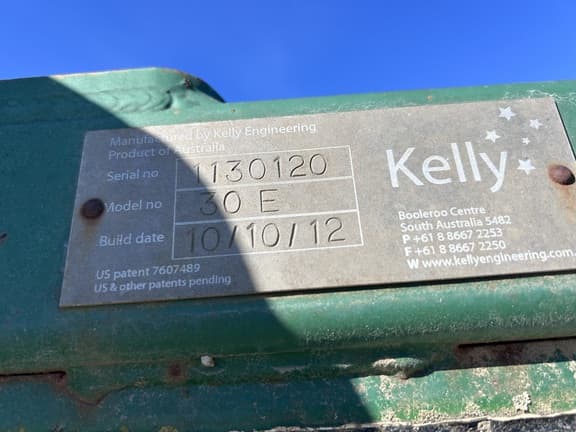 Manufactured by Kelly Engineering
Product of Australia
Serial no 1130120
Model no 30 E
Build date 10/10/12
US patent 7607489
US & other patents pending
Kelly
Booleroo Centre
South Australia 5482
P +61 8 8667 2253
F +61 8 8667 2250
W www.kellyengineering.com.